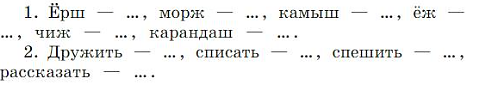 1. Ёрш — …, морж — …, камыш — …, ёж —
…, чиж — …, карандаш — ….
2. Дружить — …, списать — …, спешить — …,
рассказать — ….